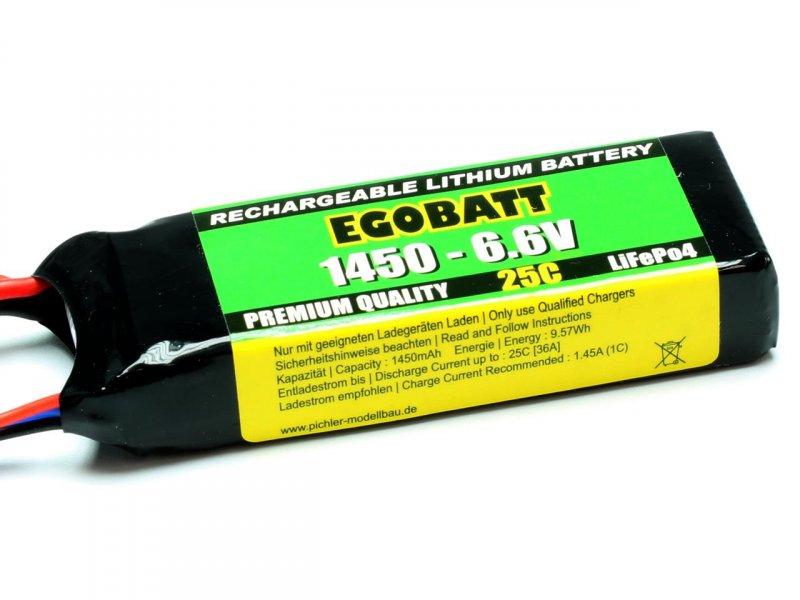 RECHARGEABLE LITHIUM BATTERY
EGOBATT
1450 - 6.6V
PREMIUM QUALITY 25C LiFePo4
Nur mit geeigneten Ladegeräten Laden | Only use Qualified Chargers
Sicherheitshinweise beachten | Read and Follow Instructions
Kapazität | Capacity : 1450mAh Energie | Energy : 9.57Wh
Entladestrom bis | Discharge Current up to : 25C [36A]
Ladestrom empfohlen | Charge Current Recommended : 1.45A (1C)
www.pichler-modellbau.de